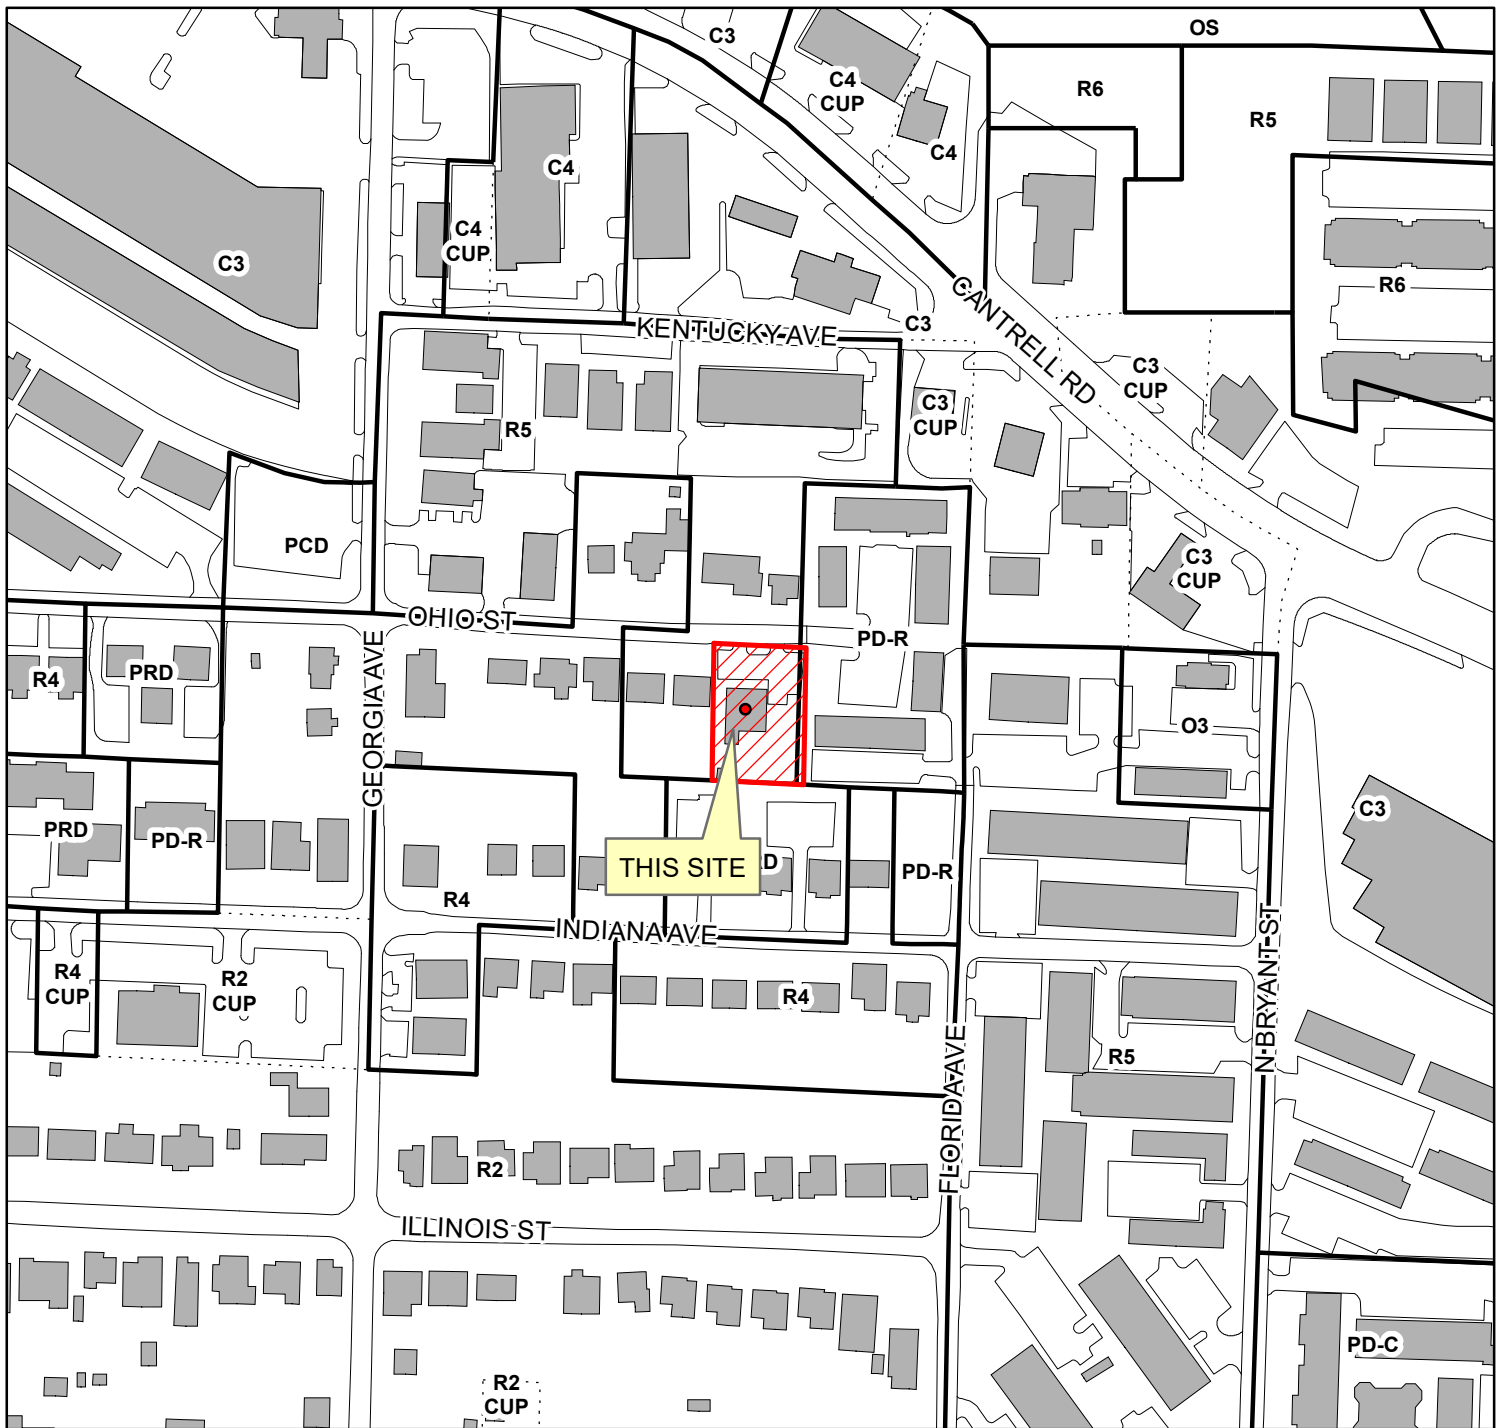 OS
C3
C4
CUP
R6
R5
C4
C4
C4
CUP
C3
R6
CANTRELL RD
C3
KENTUCKY AVE
C3
CUP
C3
CUP
R5
PCD
C3
CUP
OHIO ST
PD-R
R4
PRD
GEORGIA AVE
O3
C3
PRD
PD-R
THIS SITE
RD
PD-R
R4
INDIANA AVE
R4
CUP
R2
CUP
R4
N BRYANT ST
FLORIDA AVE
R5
R2
ILLINOIS ST
PD-C
R2
CUP